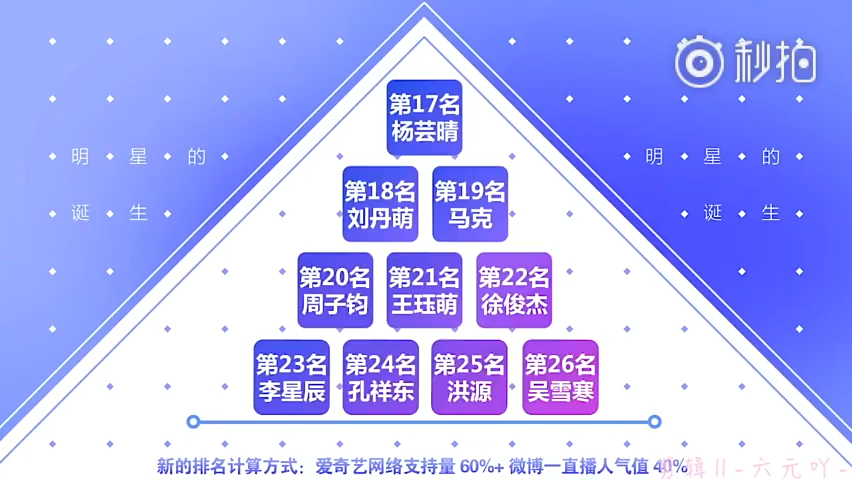 秒拍
第17名
杨芸晴
明星的
诞生
明星的
诞生
第18名
刘丹萌
第19名
马克
第20名
周子钧
第21名
王珏萌
第22名
徐俊杰
第23名
李星辰
第24名
孔祥东
第25名
洪源
第26名
吴雪寒
新的排名计算方式：爱奇艺网络支持量 60%+ 微博一直播人气值 40%
剪辑||-六元吖-